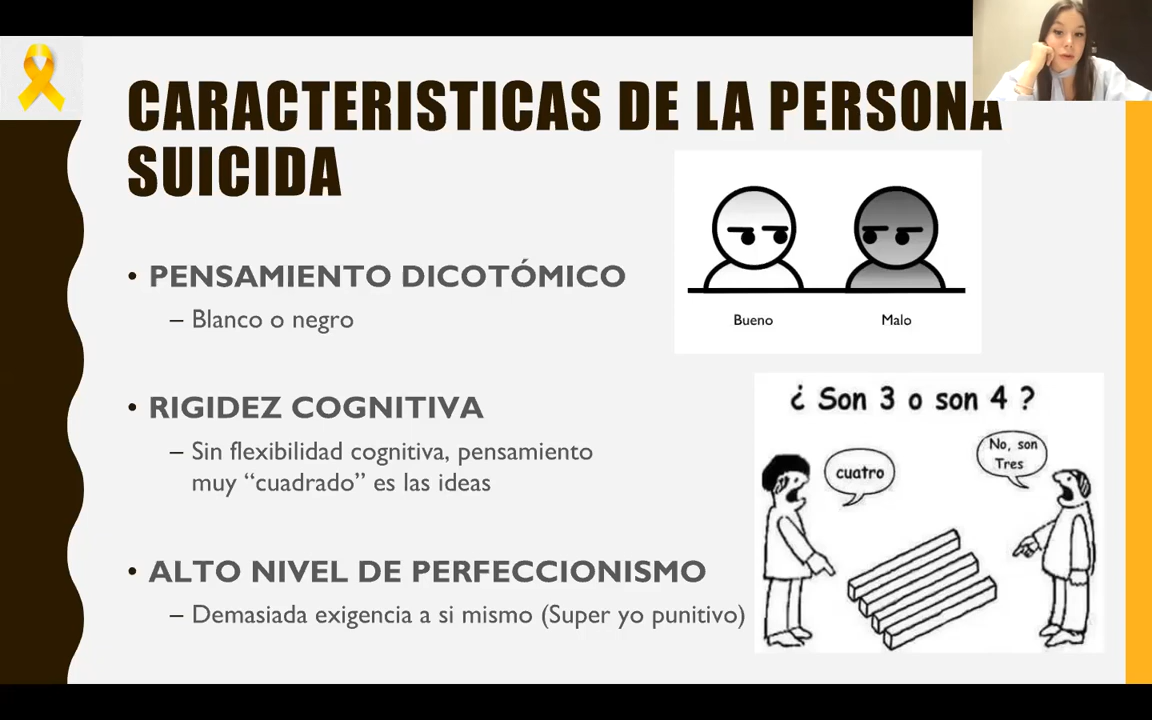 CARACTERISTICAS DE LA PERSONA
SUICIDA
• PENSAMIENTO DICOTÓMICO
– Blanco o negro
• RIGIDEZ COGNITIVA
– Sin flexibilidad cognitiva, pensamiento
muy “cuadrado” es las ideas
• ALTO NIVEL DE PERFECCIONISMO
– Demasiada exigencia a si mismo (Super yo punitivo)
Bueno
Malo
¿ Son 3 o son 4 ?
cuatro
No, son
Tres